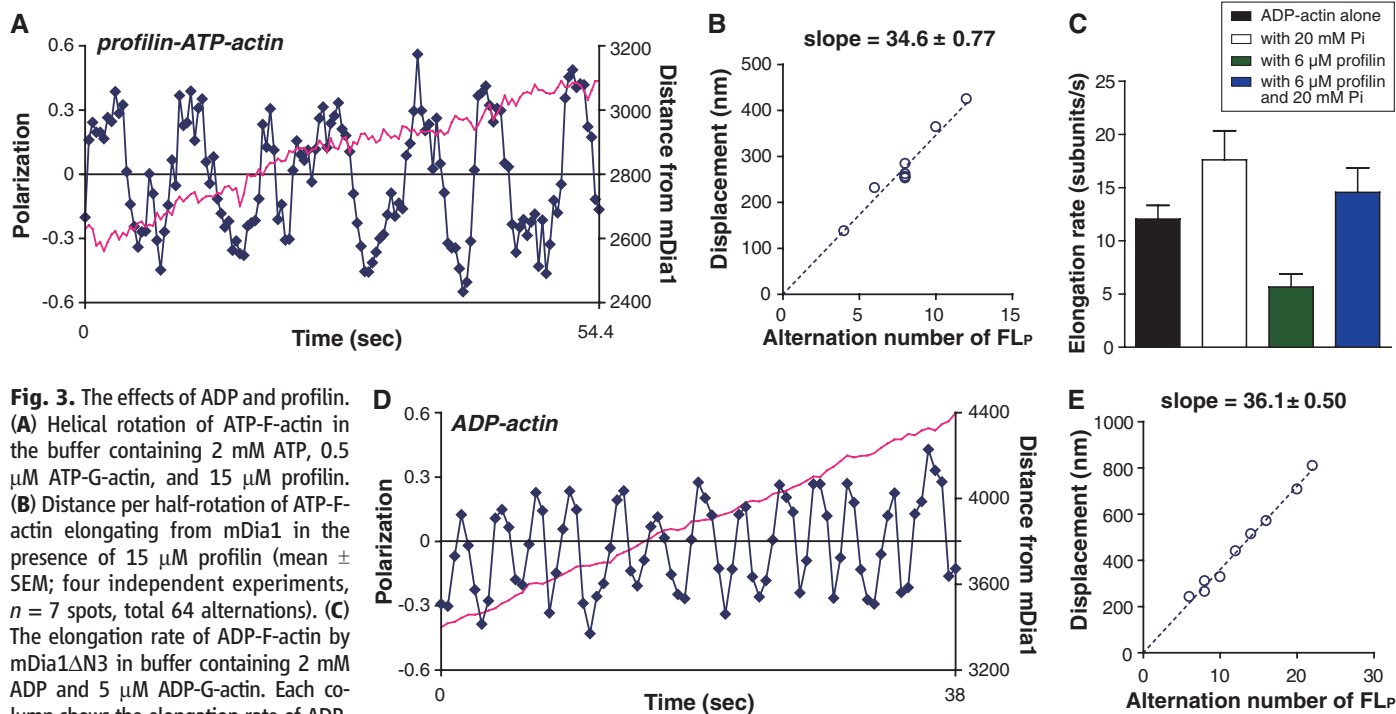 A
profilin-ATP-actin
0.6
0.3
0
-0.3
-0.6
Polarization
3200
3000
2800
2600
2400
Distance from mDia1
0
54.4
Time (sec)
B
slope = 34.6 ± 0.77
500
400
300
200
100
0
Displacement (nm)
0
5
10
15
Alternation number of FLP
C
ADP-actin alone
with 20 mM Pi
with 6 µM profilin
with 6 µM profilin
and 20 mM Pi
25
20
15
10
5
0
Elongation rate (subunits/s)
Fig. 3. The effects of ADP and profilin.
(A) Helical rotation of ATP-F-actin in
the buffer containing 2 mM ATP, 0.5
µM ATP-G-actin, and 15 µM profilin.
(B) Distance per half-rotation of ATP-F-
actin elongating from mDia1 in the
presence of 15 µM profilin (mean ±
SEM; four independent experiments,
n = 7 spots, total 64 alternations). (C)
The elongation rate of ADP-F-actin by
mDia1ΔN3 in buffer containing 2 mM
ADP and 5 µM ADP-G-actin. Each co-
lumn shows the elongation rate of ADP-
D
ADP-actin
0.6
0.3
0
-0.3
-0.6
Polarization
4400
4000
3600
3200
Distance from mDia1
0
38
Time (sec)
E
slope = 36.1± 0.50
1000
800
600
400
200
0
Displacement (nm)
0
10
20
30
Alternation number of FLP